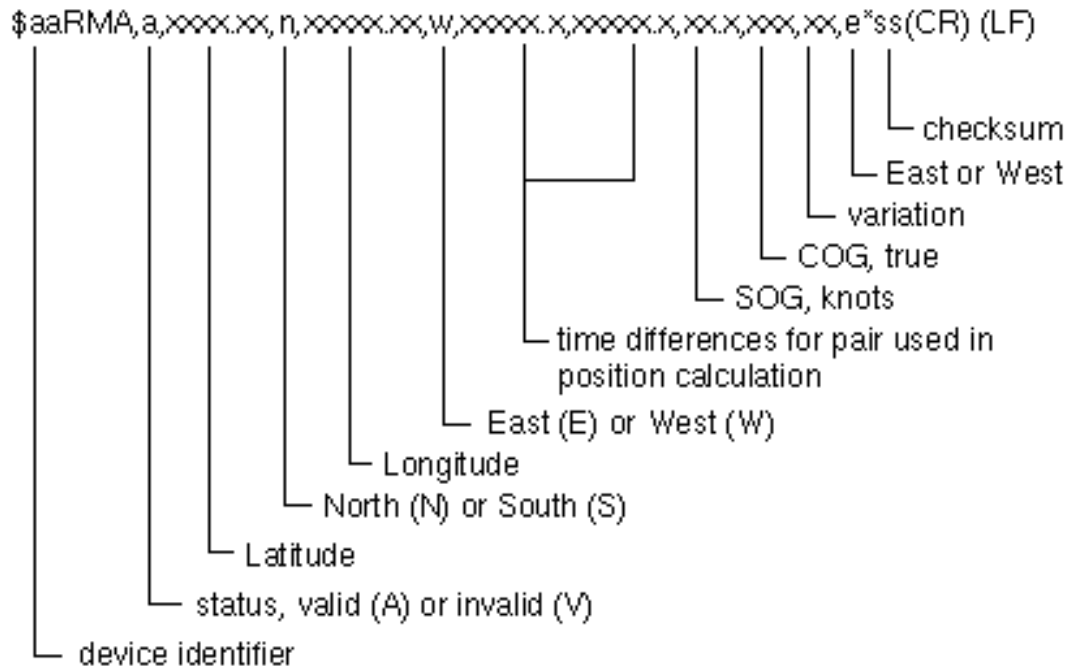 $aaRMA,a,xxxx.xx,n,xxxxx.xx,w,xxxxx.x,xxxxx.x,xx.x,xxx,xx,e*ss(CR) (LF)
checksum
East or West
variation
COG, true
SOG, knots
time differences for pair used in
position calculation
East (E) or West (W)
Longitude
North (N) or South (S)
Latitude
status, valid (A) or invalid (V)
device identifier